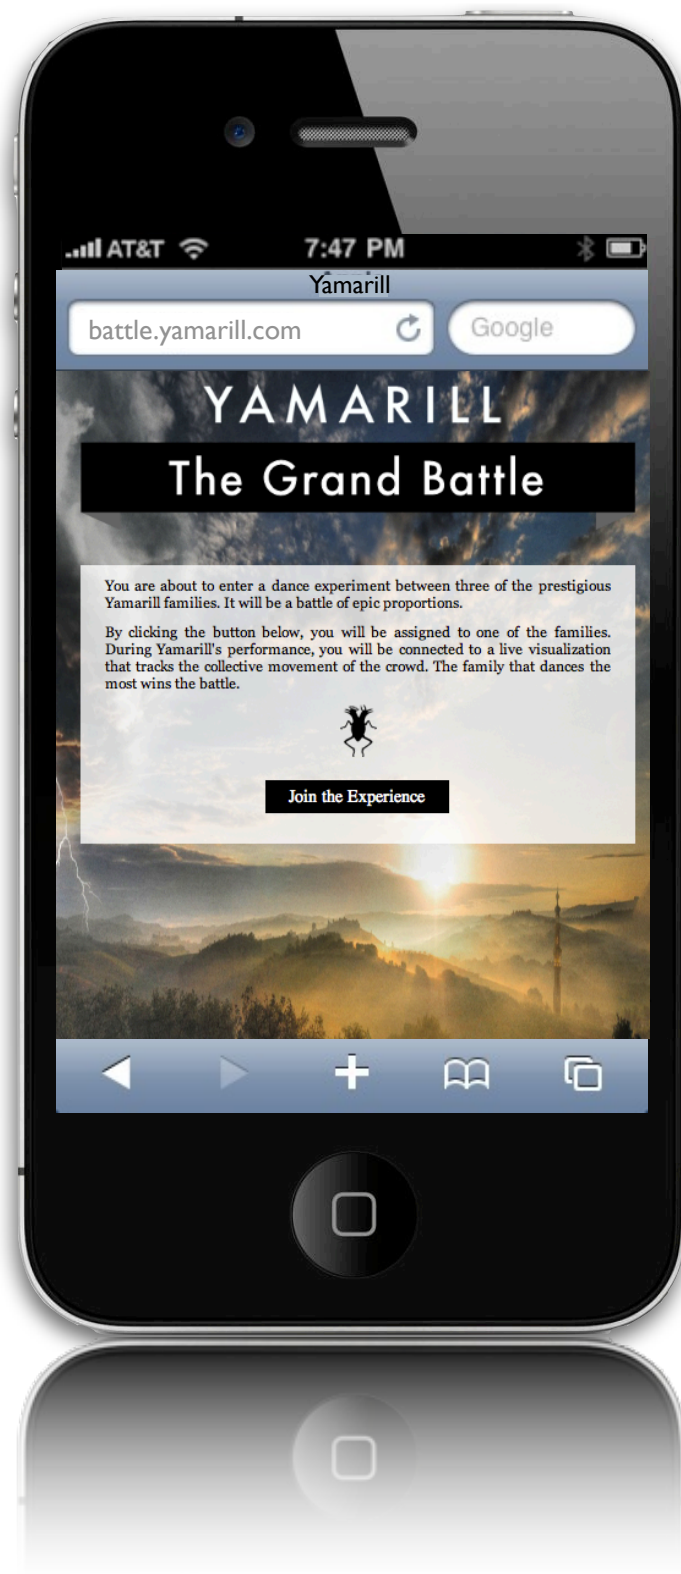 AT&T 7:47 PM
Yamarill
battle.yamarill.com Google
YAMARILL
The Grand Battle
You are about to enter a dance experiment between three of the prestigious
Yamarill families. It will be a battle of epic proportions.
By clicking the button below, you will be assigned to one of the families.
During Yamarill's performance, you will be connected to a live visualization
that tracks the collective movement of the crowd. The family that dances the
most wins the battle.
Join the Experience